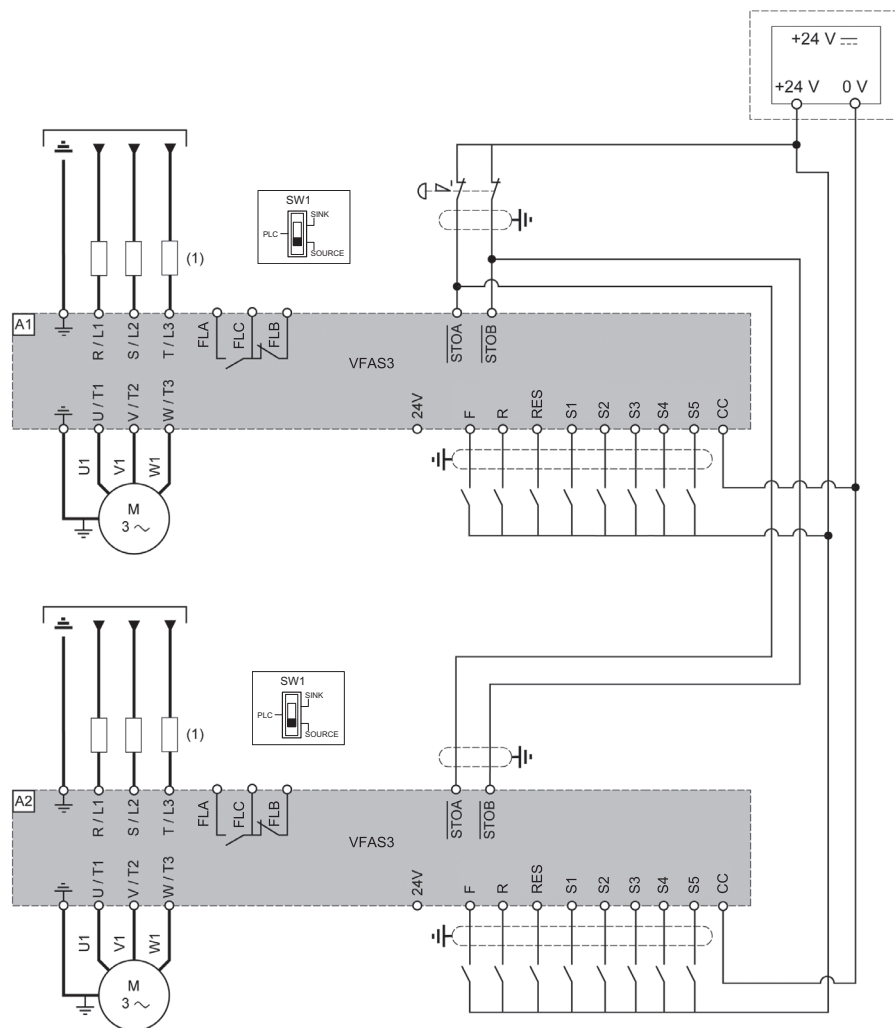 +24 V
+24 V 0 V
SW1
SINK
PLC
SOURCE
(1)
A1
R / L1 S / L2 T / L3 FLA FLC FLB STOA STOB
VFAS3
U / T1 V / T2 W / T3 24V F R RES S1 S2 S3 S4 S5 CC
U1 V1 W1
M
3 ~
SW1
SINK
PLC
SOURCE
(1)
A2
R / L1 S / L2 T / L3 FLA FLC FLB STOA STOB
VFAS3
U / T1 V / T2 W / T3 24V F R RES S1 S2 S3 S4 S5 CC
U1 V1 W1
M
3 ~